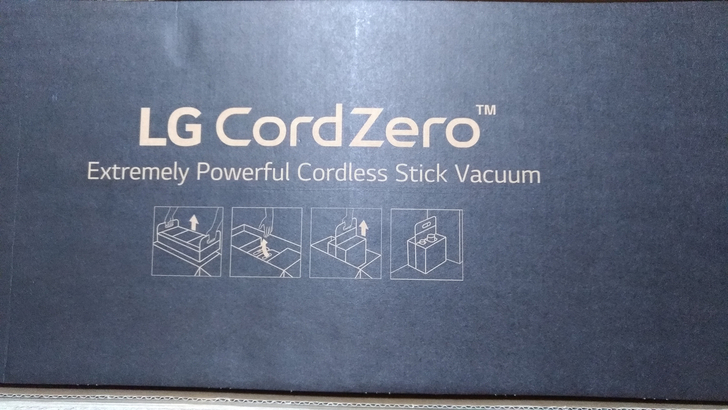 LG CordZero™
Extremely Powerful Cordless Stick Vacuum